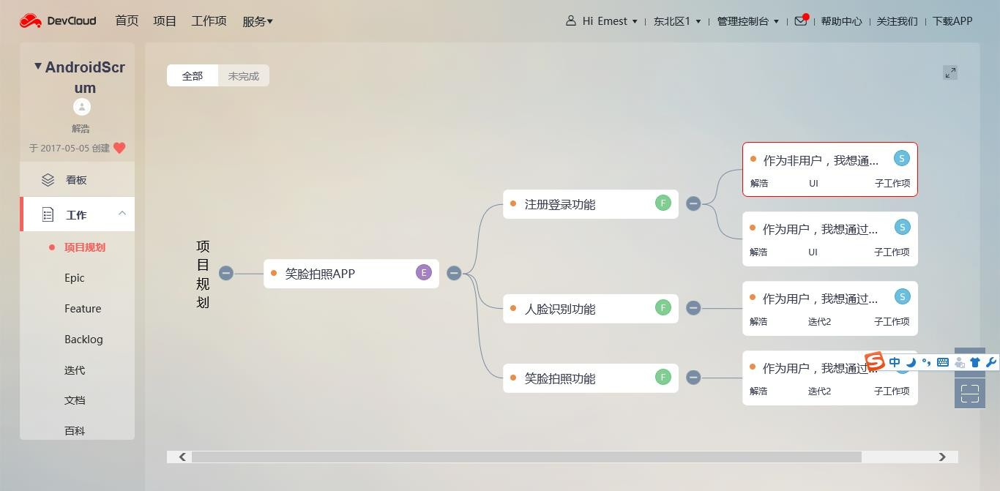 DevCloud 首页 项目 工作项 服务 Hi Emest 东北区1 管理控制台 帮助中心 关注我们 下载APP
AndroidScr
um
解浩
于 2017-05-05 创建
看板
工作
项目规划
Epic
Feature
Backlog
迭代
文档
百科
全部 未完成
项目规划
笑脸拍照APP E
注册登录功能 F
人脸识别功能 F
笑脸拍照功能 F
作为非用户，我想通... S
解浩 UI 子工作项
作为用户，我想通过... S
解浩 UI 子工作项
作为用户，我想通过... S
解浩 迭代2 子工作项
作为用户，我想通过...
解浩 迭代2 子工作项
S 中